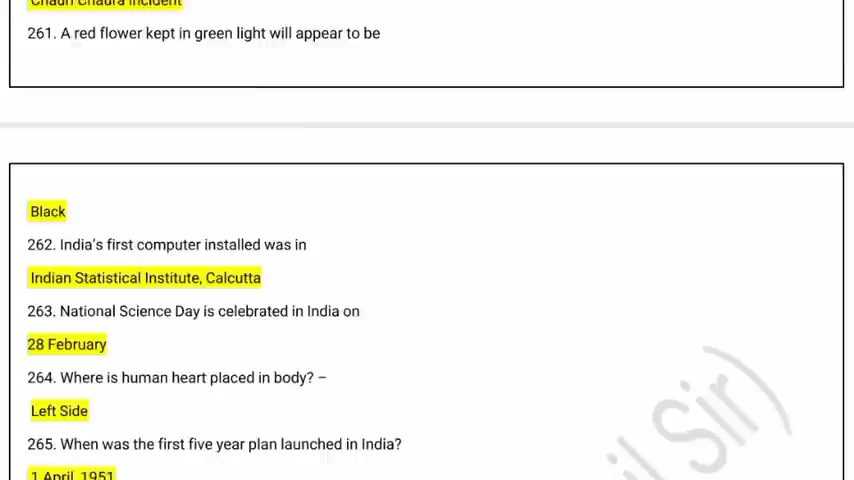 Chauri Chaura incident
261. A red flower kept in green light will appear to be
Black
262. India's first computer installed was in
Indian Statistical Institute, Calcutta
263. National Science Day is celebrated in India on
28 February
264. Where is human heart placed in body? –
Left Side
265. When was the first five year plan launched in India?
1 April, 1951
Sir)